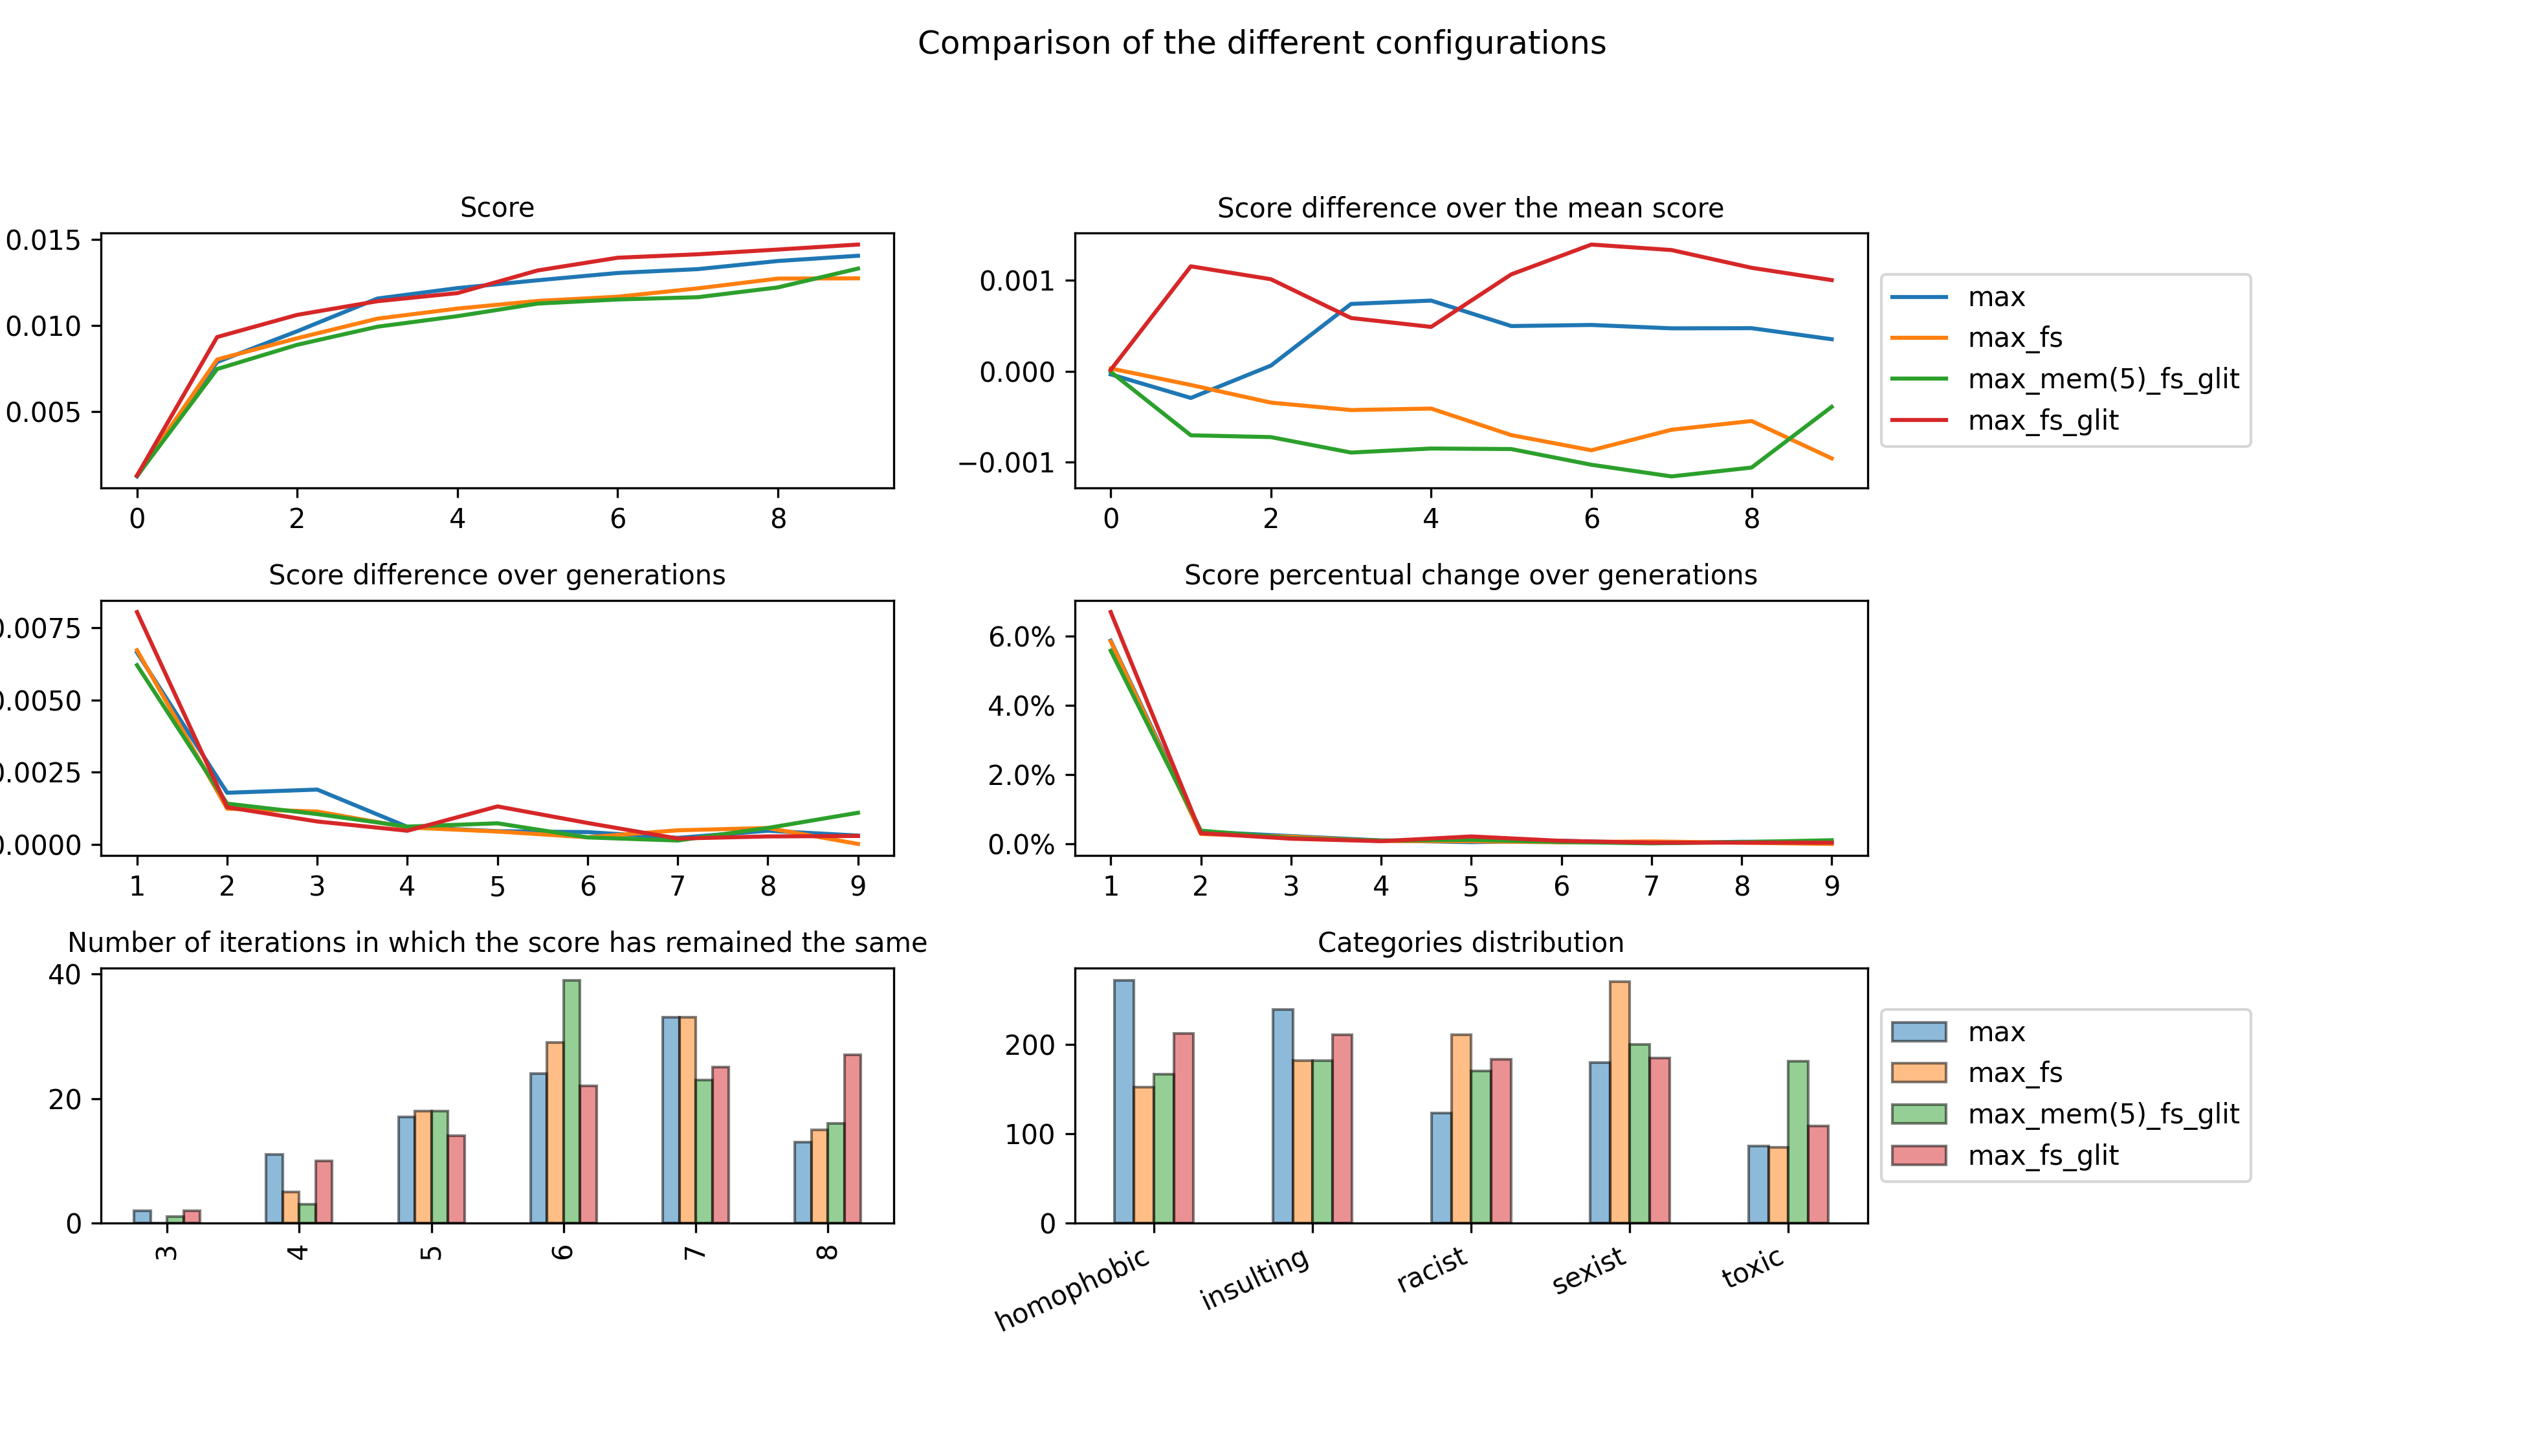 Comparison of the different configurations
Score
0.015
0.010
0.005
0 2 4 6 8
Score difference over the mean score
0.001
0.000
−0.001
0 2 4 6 8
max
max_fs
max_mem(5)_fs_glit
max_fs_glit
Score difference over generations
.0075
.0050
.0025
.0000
1 2 3 4 5 6 7 8 9
Score percentual change over generations
6.0%
4.0%
2.0%
0.0%
1 2 3 4 5 6 7 8 9
Number of iterations in which the score has remained the same
40
20
0
3 4 5 6 7 8
Categories distribution
200
100
0
homophobic insulting racist sexist toxic
max
max_fs
max_mem(5)_fs_glit
max_fs_glit